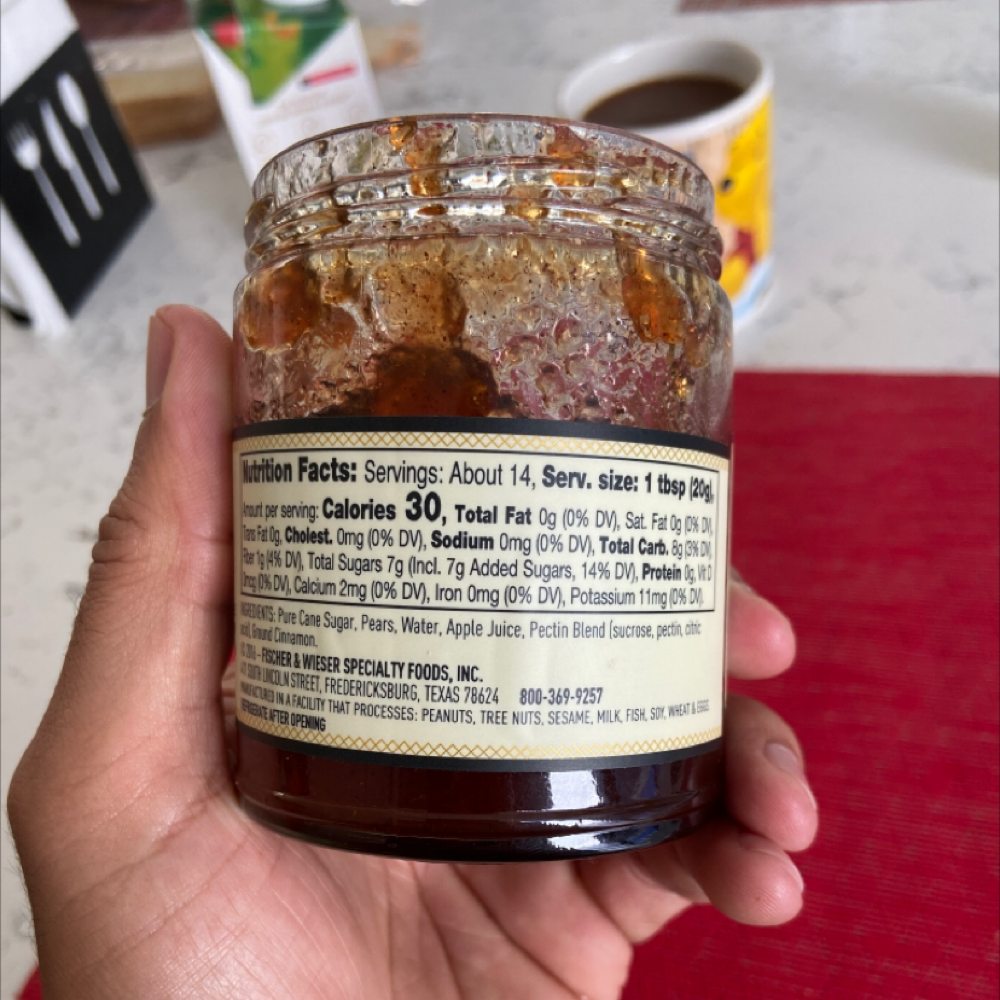 Nutrition Facts: Servings: About 14, Serv. size: 1 tbsp (20g),
Amount per serving: Calories 30, Total Fat 0g (0% DV), Sat. Fat 0g (0% DV),
Trans Fat 0g, Cholest. 0mg (0% DV), Sodium 0mg (0% DV), Total Carb. 8g (3% DV),
Fiber 1g (4% DV), Total Sugars 7g (Incl. 7g Added Sugars, 14% DV), Protein 0g, Vit. D
0mcg (0% DV), Calcium 2mg (0% DV), Iron 0mg (0% DV), Potassium 11mg (0% DV).
INGREDIENTS: Pure Cane Sugar, Pears, Water, Apple Juice, Pectin Blend (sucrose, pectin, citric
acid), Ground Cinnamon.
- FISCHER & WIESER SPECIALTY FOODS, INC.
SOUTH LINCOLN STREET, FREDERICKSBURG, TEXAS 78624 800-369-9257
MANUFACTURED IN A FACILITY THAT PROCESSES: PEANUTS, TREE NUTS, SESAME, MILK, FISH, SOY, WHEAT & EGGS.
REFRIGERATE AFTER OPENING